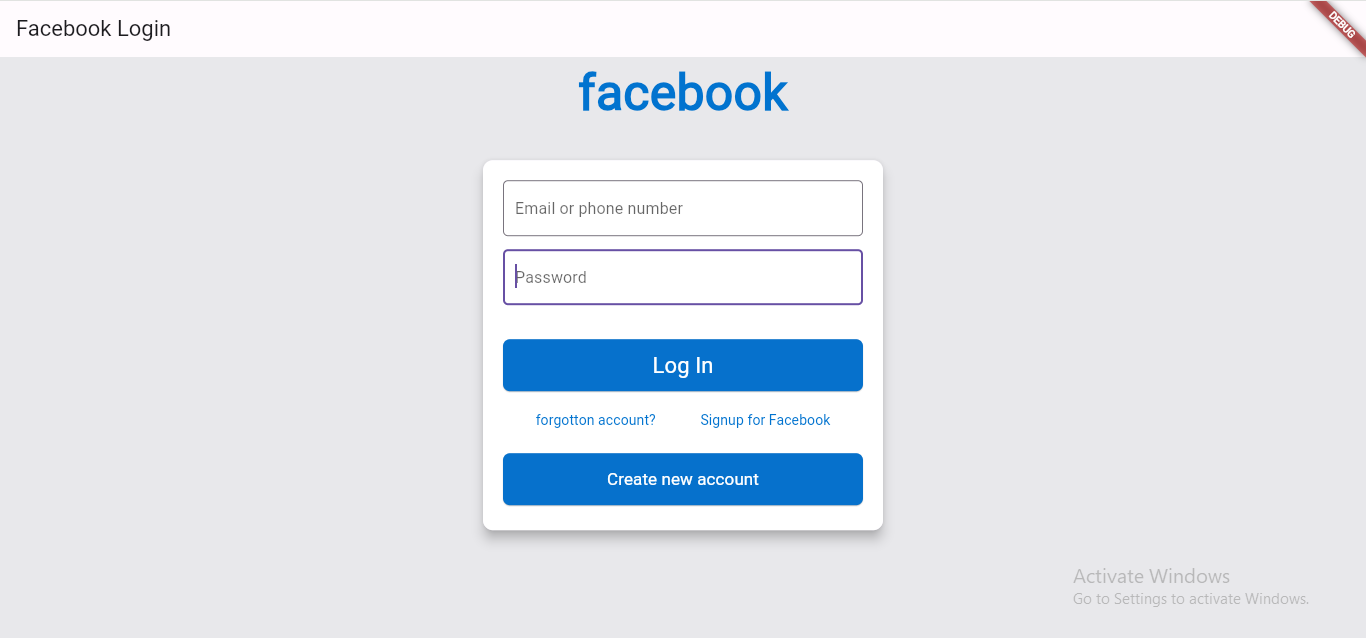 Facebook Login
DEBUG
facebook
Email or phone number
Password
Log In
forgotton account?
Signup for Facebook
Create new account
Activate Windows
Go to Settings to activate Windows.